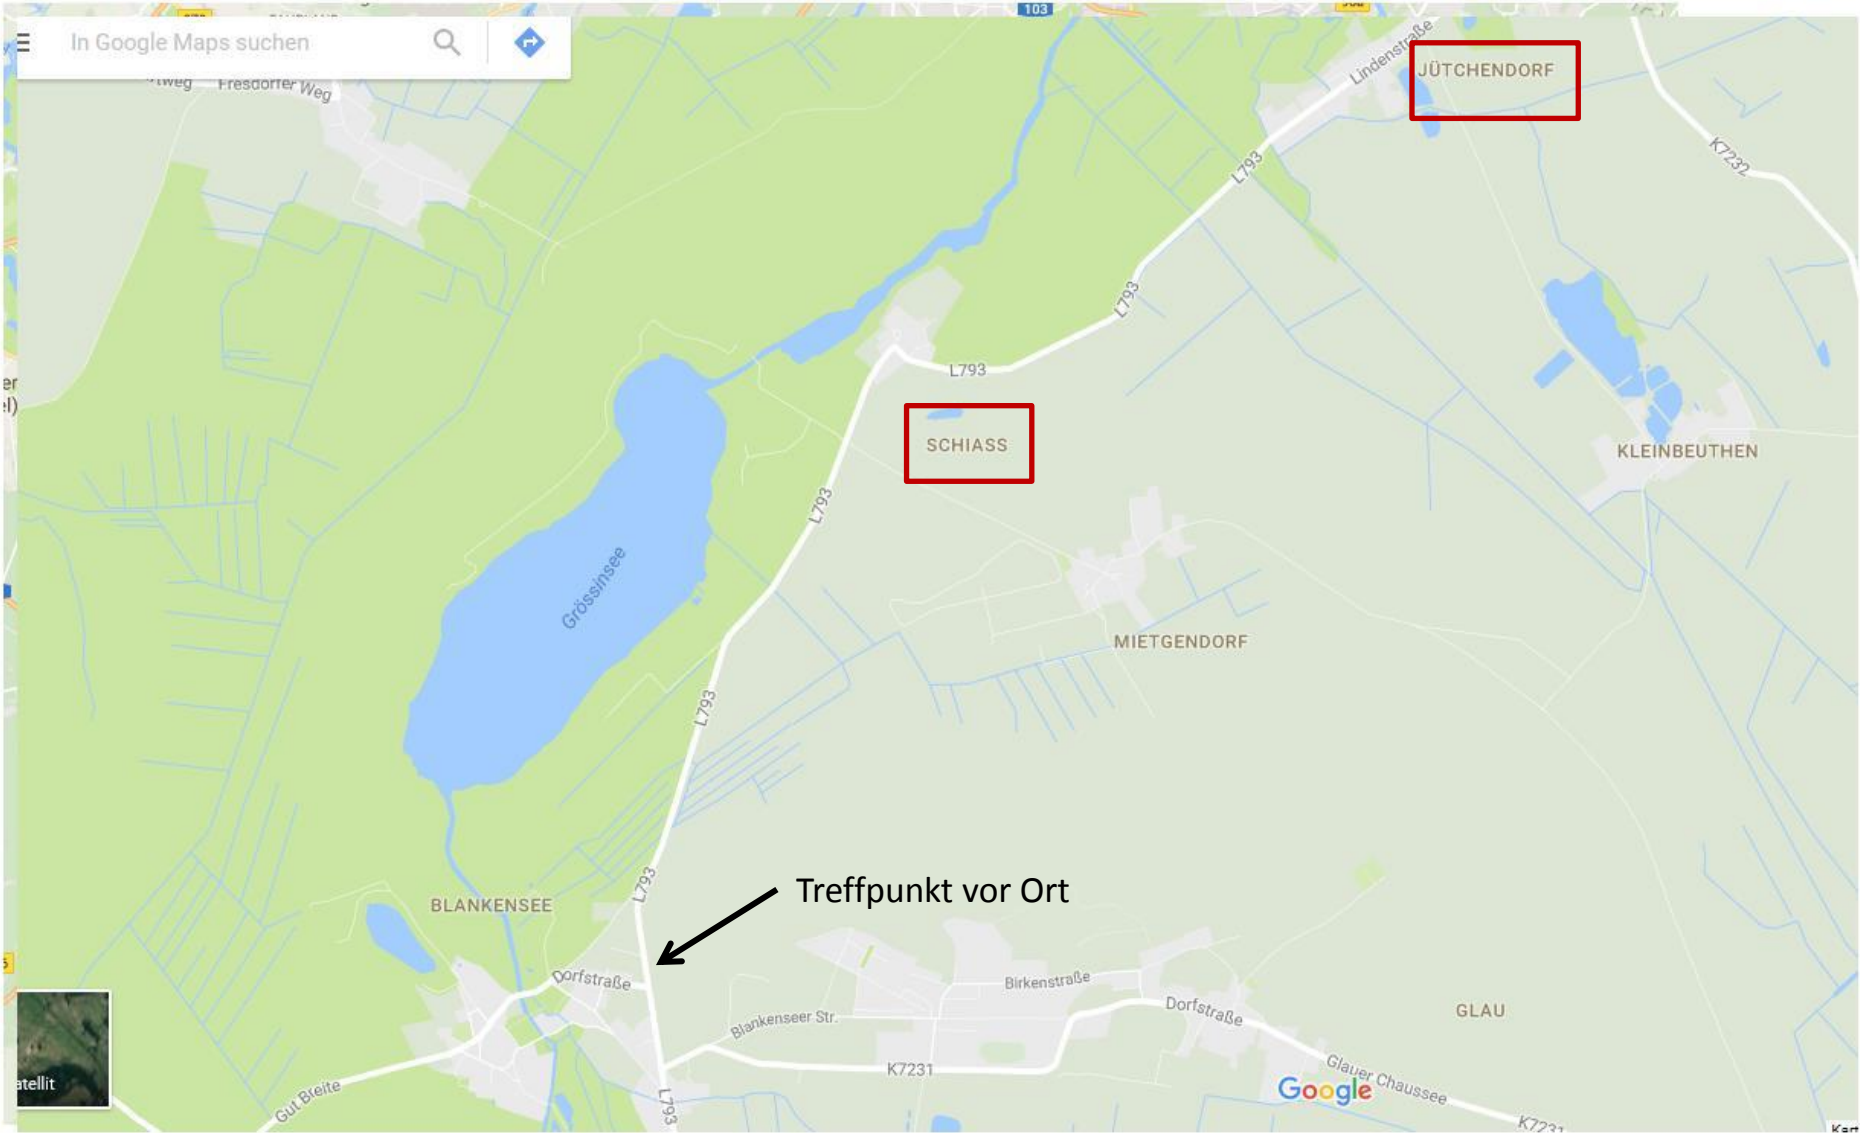 103
In Google Maps suchen
Fresdorfer Weg
Lindenstraße
JÜTCHENDORF
K7232
L793
L793
L793
SCHIASS
KLEINBEUTHEN
L793
Grössinsee
MIETGENDORF
L793
L793
Treffpunkt vor Ort
BLANKENSEE
Dorfstraße
Birkenstraße
Dorfstraße
GLAU
Blankenseer Str.
K7231
Glauer Chaussee
Google
atellit
Gut Breite
L793
K7231
Kart